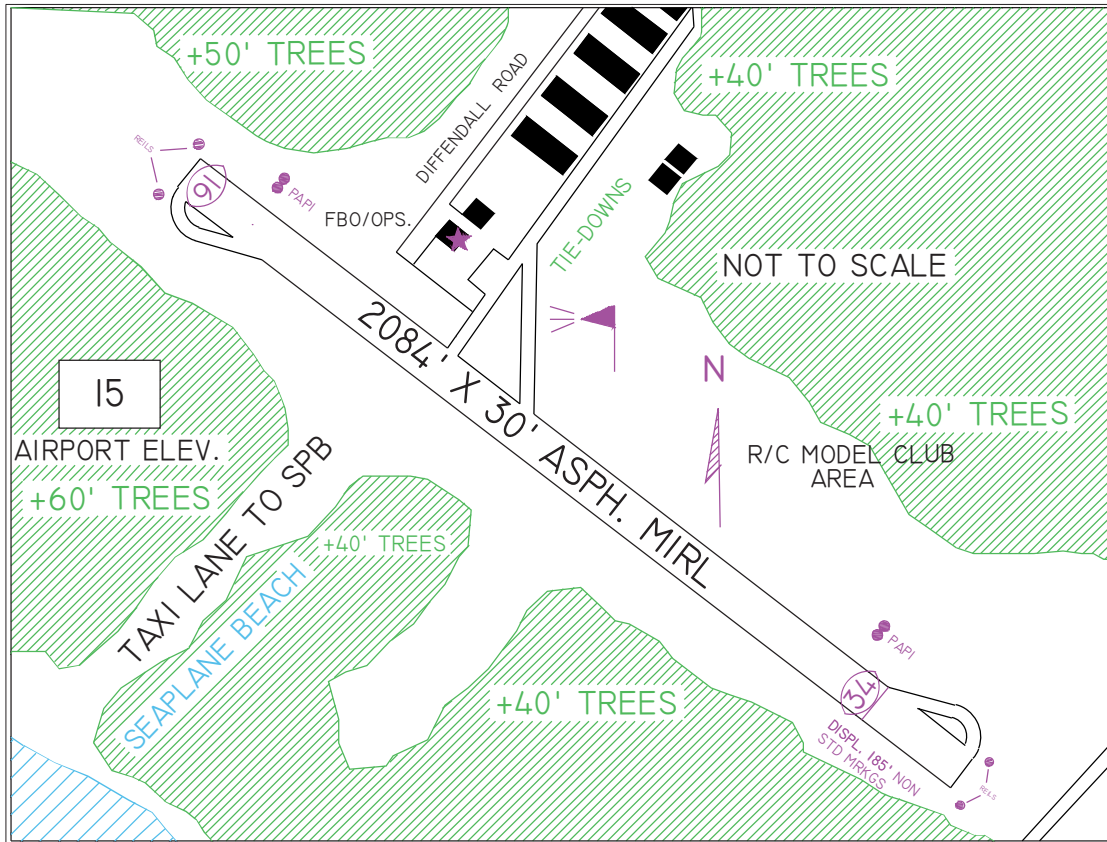 +50' TREES
DIFFENDALL ROAD
+40' TREES
REILS
16
PAPI
FBO/OPS.
TIE-DOWNS
NOT TO SCALE
2084' X 30' ASPH. MIRL
N
15
AIRPORT ELEV.
+60' TREES
+40' TREES
R/C MODEL CLUB
AREA
TAXI LANE TO SPB
+40' TREES
SEAPLANE BEACH
PAPI
34
+40' TREES
DISPL. 185' NON
STD MRKGS
REILS